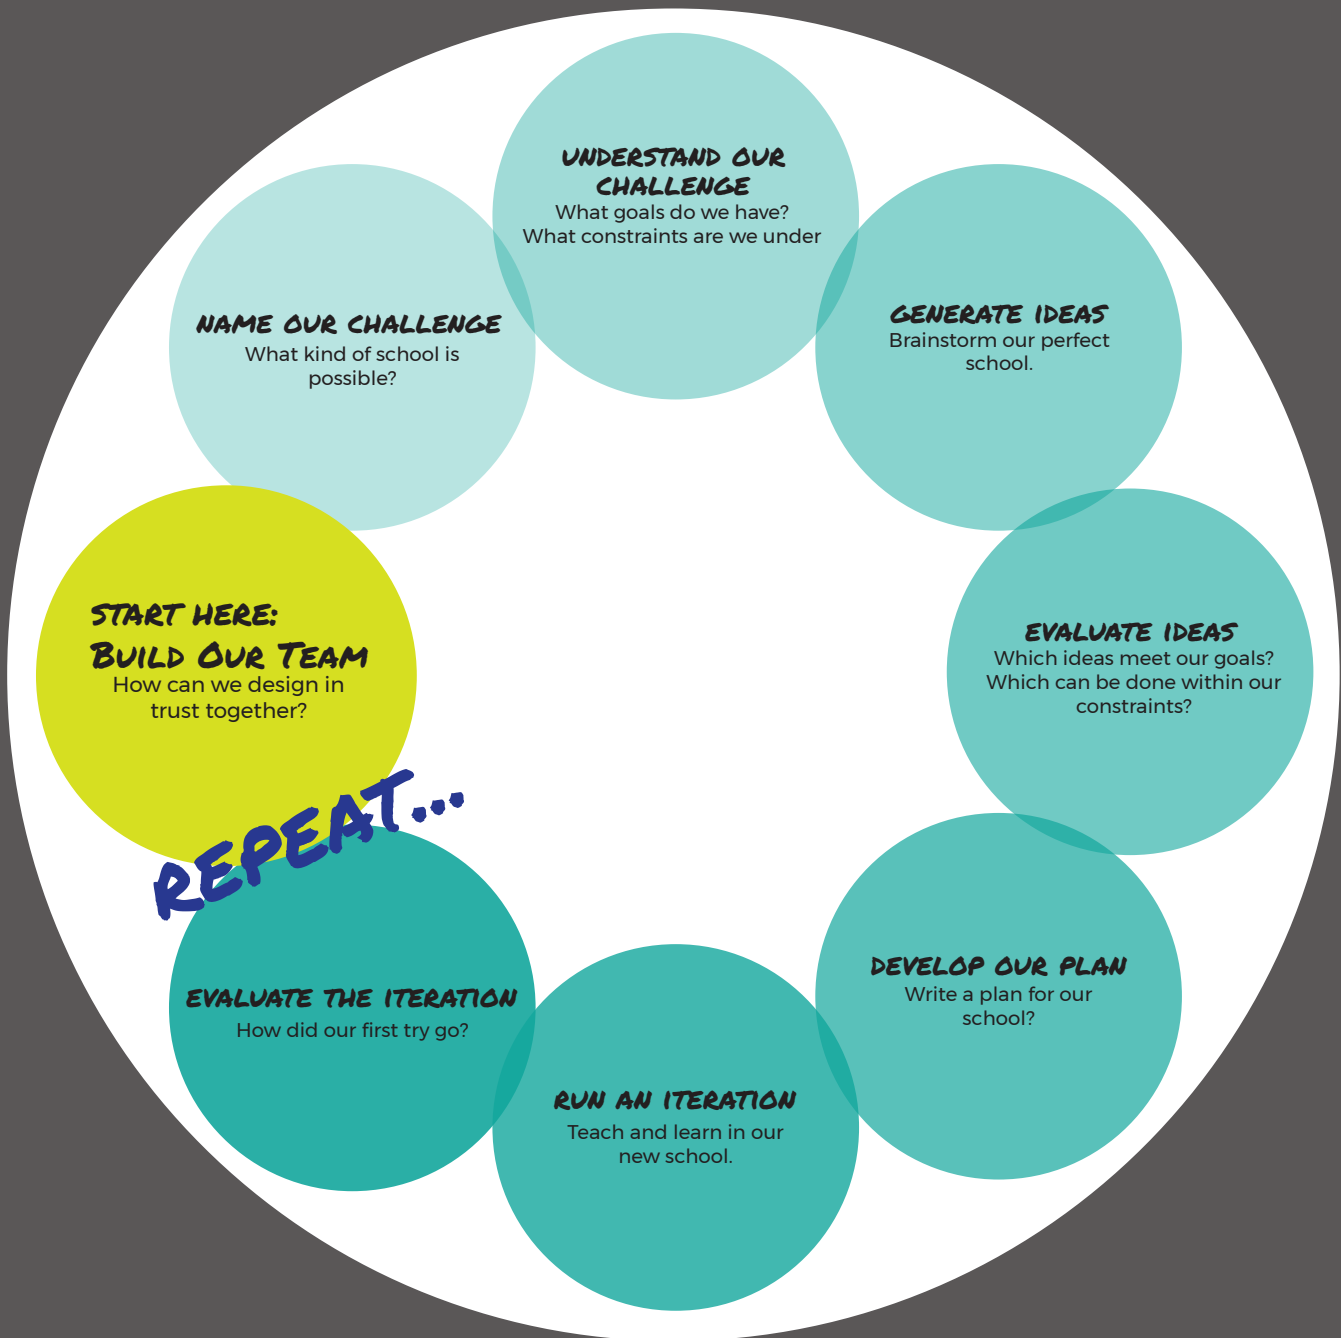 START HERE:
BUILD OUR TEAM
How can we design in
trust together?
NAME OUR CHALLENGE
What kind of school is
possible?
UNDERSTAND OUR
CHALLENGE
What goals do we have?
What constraints are we under
GENERATE IDEAS
Brainstorm our perfect
school.
EVALUATE IDEAS
Which ideas meet our goals?
Which can be done within our
constraints?
DEVELOP OUR PLAN
Write a plan for our
school?
RUN AN ITERATION
Teach and learn in our
new school.
EVALUATE THE ITERATION
How did our first try go?
REPEAT...